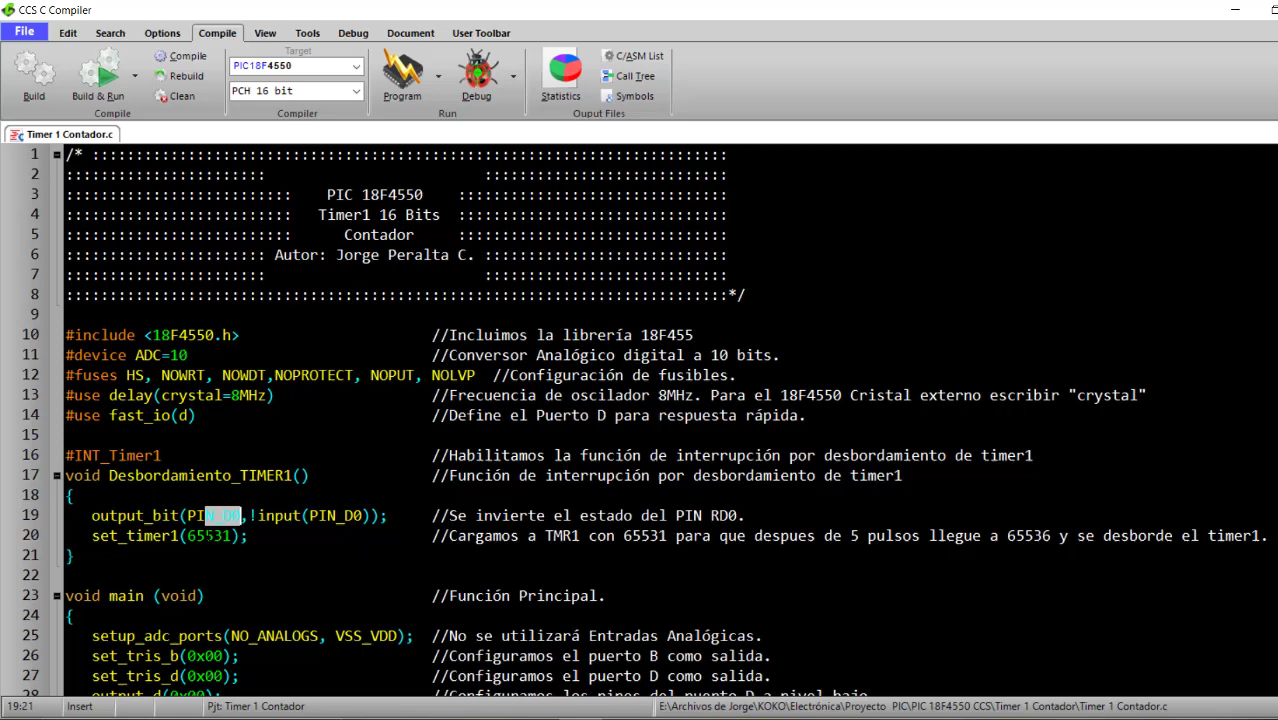 CCS C Compiler
File Edit Search Options Compile View Tools Debug Document User Toolbar
Build
Build & Run
Compile
Rebuild
Clean
Compile
Target
PIC18F4550
PCH 16 bit
Compiler
Program
Debug
Run
Statistics
C/ASM List
Call Tree
Symbols
Ouput Files
Timer 1 Contador.c
1 /* ::::::::::::::::::::::::::::::::::::::::::::::::::::::::::::::::::::::::::
2 ::::::::::::::::::::::: ::::::::::::::::::::::::::::
3 :::::::::::::::::::::::::: PIC 18F4550 :::::::::::::::::::::::::::::::
4 :::::::::::::::::::::::::: Timer1 16 Bits :::::::::::::::::::::::::::::::
5 :::::::::::::::::::::::::: Contador :::::::::::::::::::::::::::::::
6 ::::::::::::::::::::::: Autor: Jorge Peralta C. ::::::::::::::::::::::::::::
7 ::::::::::::::::::::::: ::::::::::::::::::::::::::::
8 ::::::::::::::::::::::::::::::::::::::::::::::::::::::::::::::::::::::::::::*/
9
10 #include <18F4550.h> //Incluimos la librería 18F455
11 #device ADC=10 //Conversor Analógico digital a 10 bits.
12 #fuses HS, NOWRT, NOWDT,NOPROTECT, NOPUT, NOLVP //Configuración de fusibles.
13 #use delay(crystal=8MHz) //Frecuencia de oscilador 8MHz. Para el 18F4550 Cristal externo escribir "crystal"
14 #use fast_io(d) //Define el Puerto D para respuesta rápida.
15
16 #INT_Timer1 //Habilitamos la función de interrupción por desbordamiento de timer1
17 void Desbordamiento_TIMER1() //Función de interrupción por desbordamiento de timer1
18 {
19 output_bit(PIN_D0,!input(PIN_D0)); //Se invierte el estado del PIN RD0.
20 set_timer1(65531); //Cargamos a TMR1 con 65531 para que despues de 5 pulsos llegue a 65536 y se desborde el timer1.
21 }
22
23 void main (void) //Función Principal.
24 {
25 setup_adc_ports(NO_ANALOGS, VSS_VDD); //No se utilizará Entradas Analógicas.
26 set_tris_b(0x00); //Configuramos el puerto B como salida.
27 set_tris_d(0x00); //Configuramos el puerto D como salida.
28 output_d(0x00); //Configuramos los pines del puerto D a nivel bajo
19:21 Insert Pjt: Timer 1 Contador E:\Archivos de Jorge\KOKO\Electrónica\Proyecto PIC\PIC 18F4550 CCS\Timer 1 Contador\Timer 1 Contador.c